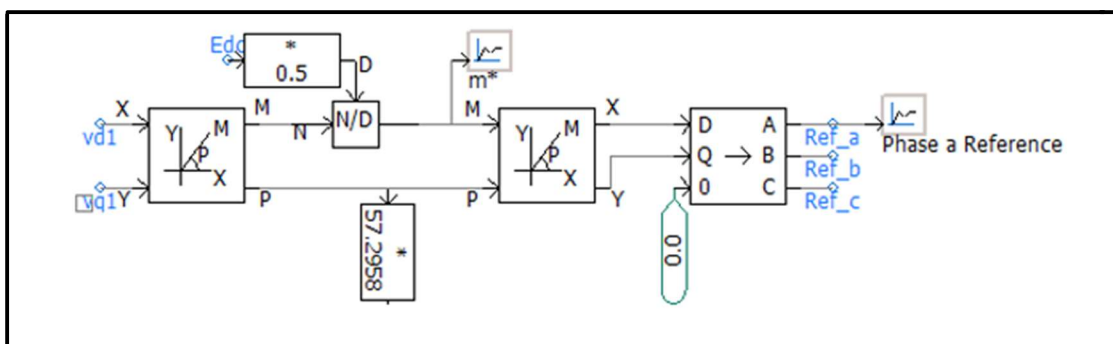 Edc
*
0.5
D
m*
X
vd1
Y
M
P
X
M
N
N/D
M
Y
M
P
X
X
D
A
Ref_a
Phase a Reference
Q
B
Ref_b
vq1
Y
P
P
Y
0
C
Ref_c
*
57.2958
0.0